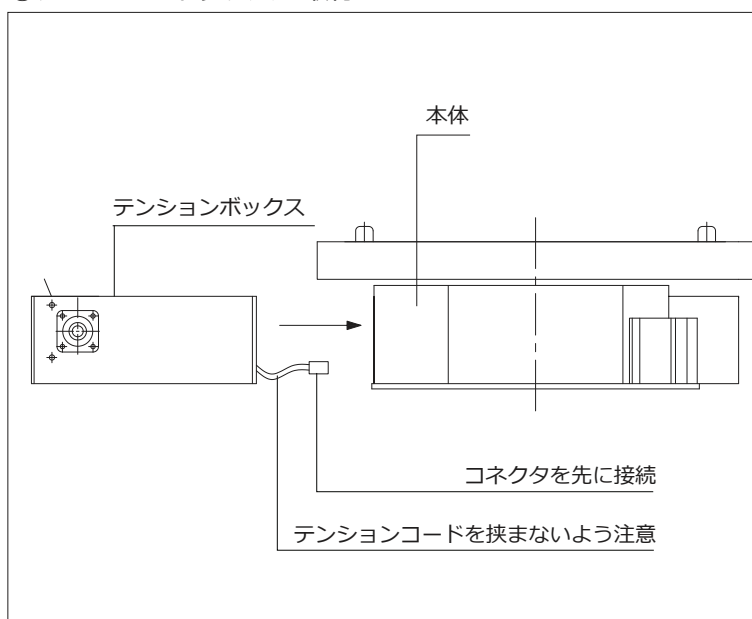 本体
テンションボックス
コネクタを先に接続
テンションコードを挟まないよう注意